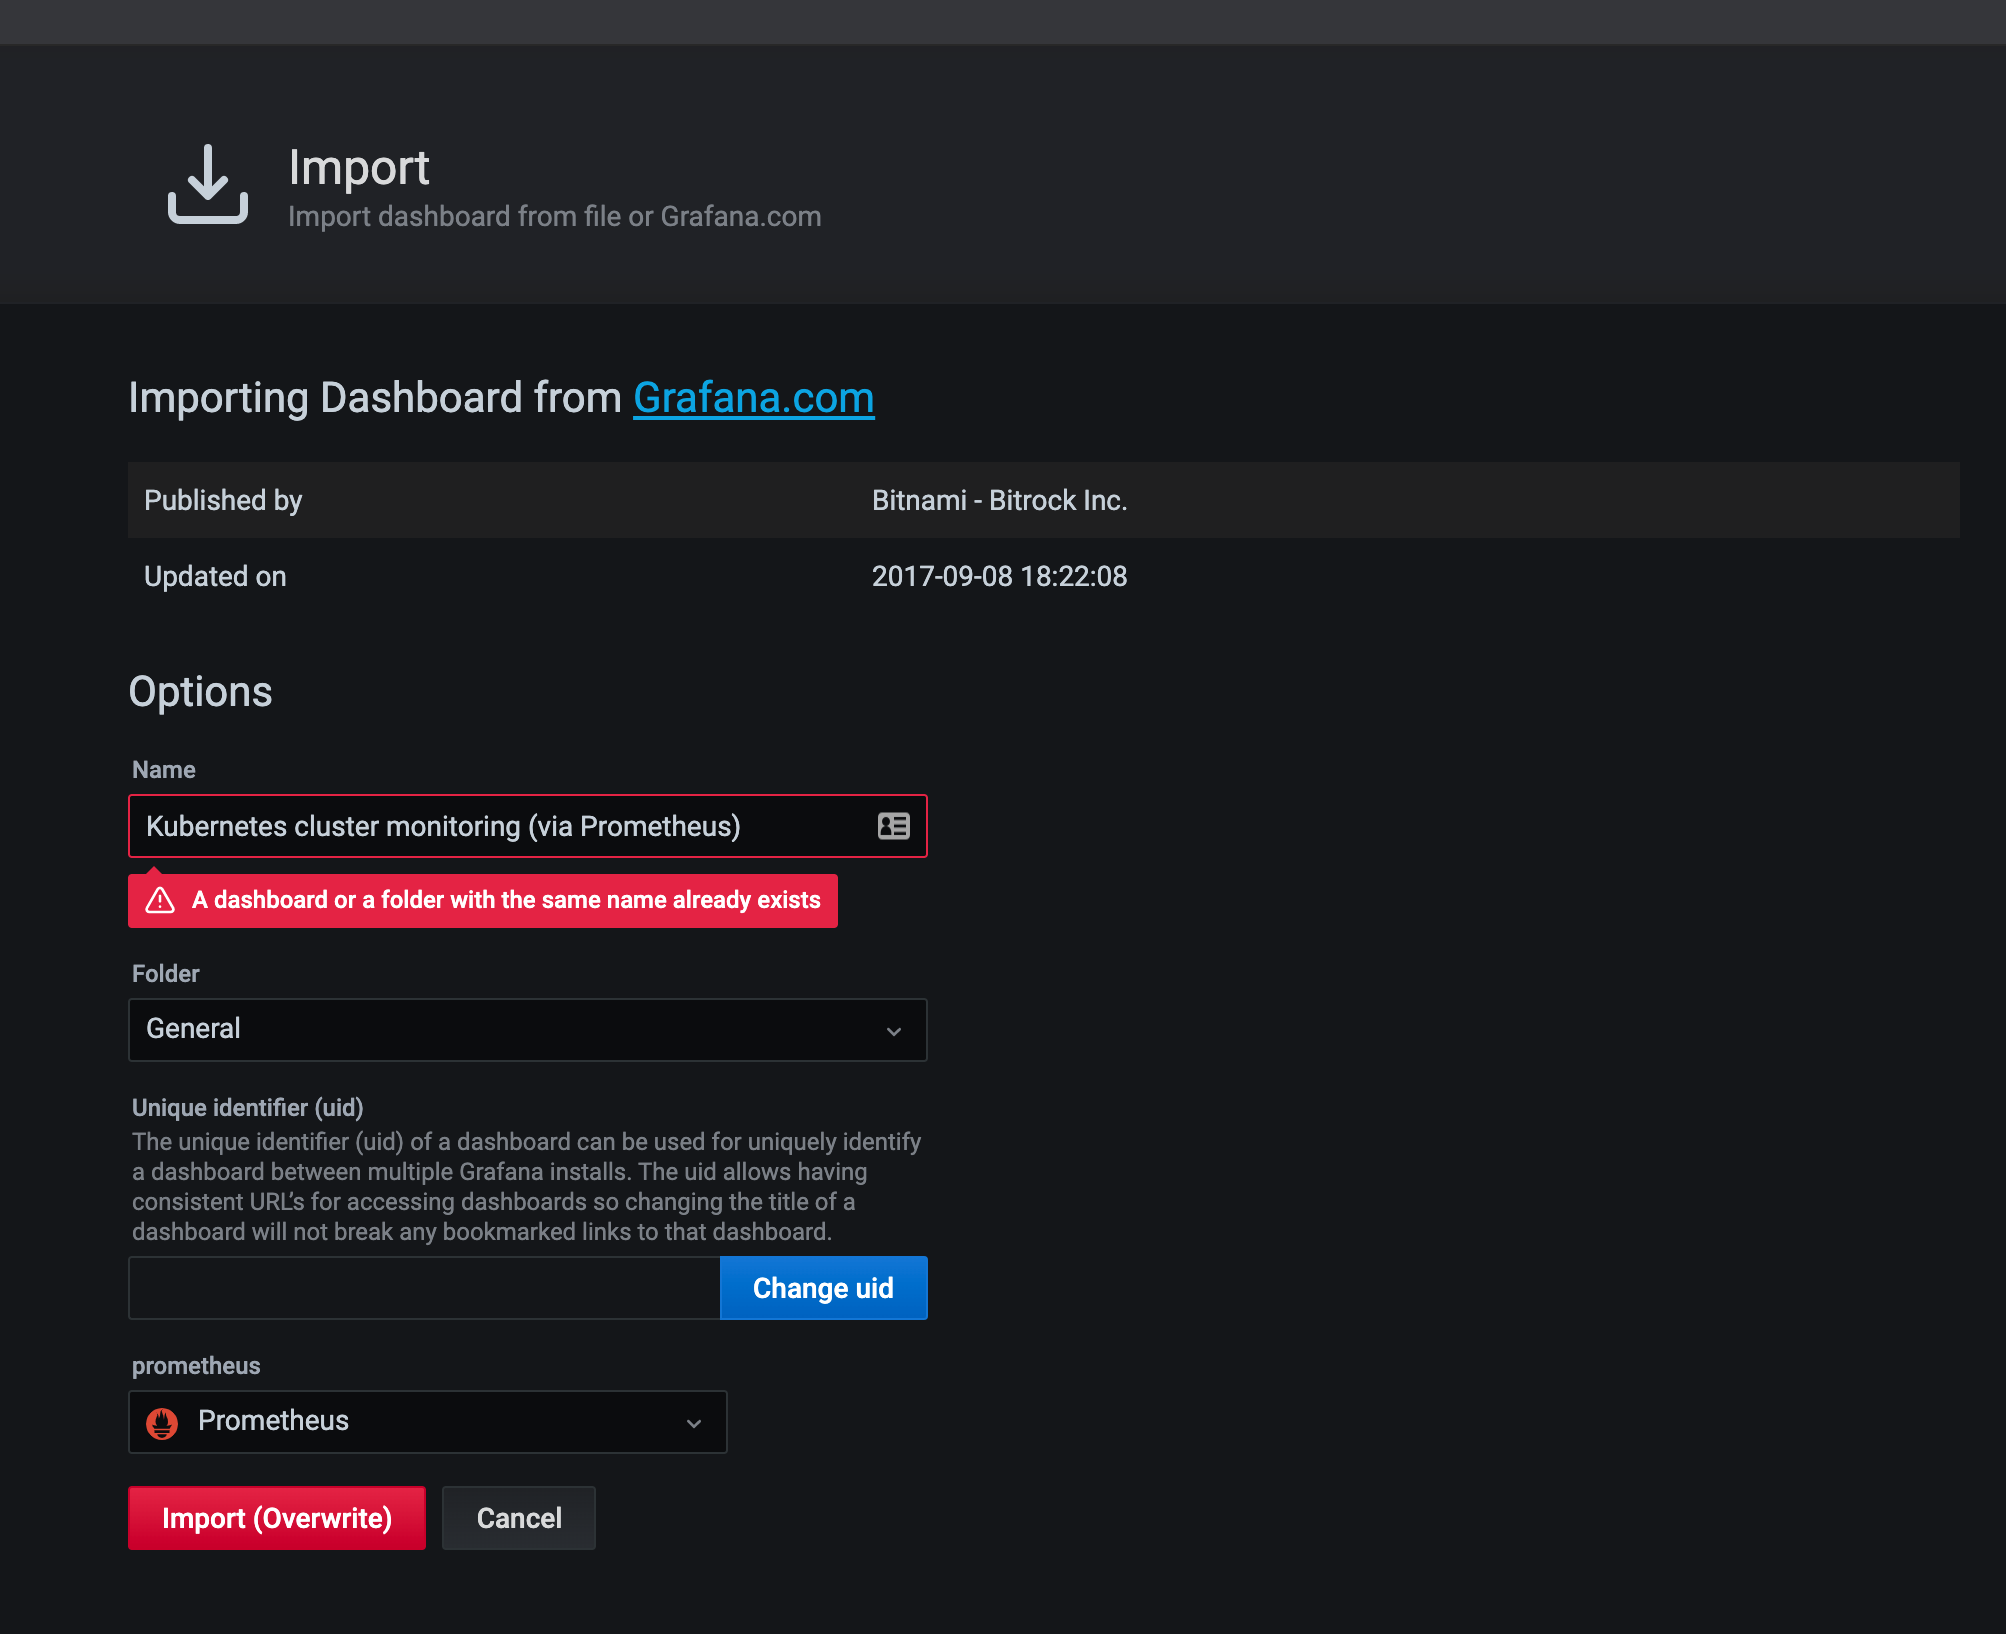 Import
Import dashboard from file or Grafana.com
Importing Dashboard from Grafana.com
Published by Bitnami - Bitrock Inc.
Updated on 2017-09-08 18:22:08
Options
Name
Kubernetes cluster monitoring (via Prometheus)
A dashboard or a folder with the same name already exists
Folder
General
Unique identifier (uid)
The unique identifier (uid) of a dashboard can be used for uniquely identify
a dashboard between multiple Grafana installs. The uid allows having
consistent URL’s for accessing dashboards so changing the title of a
dashboard will not break any bookmarked links to that dashboard.
Change uid
prometheus
Prometheus
Import (Overwrite) Cancel